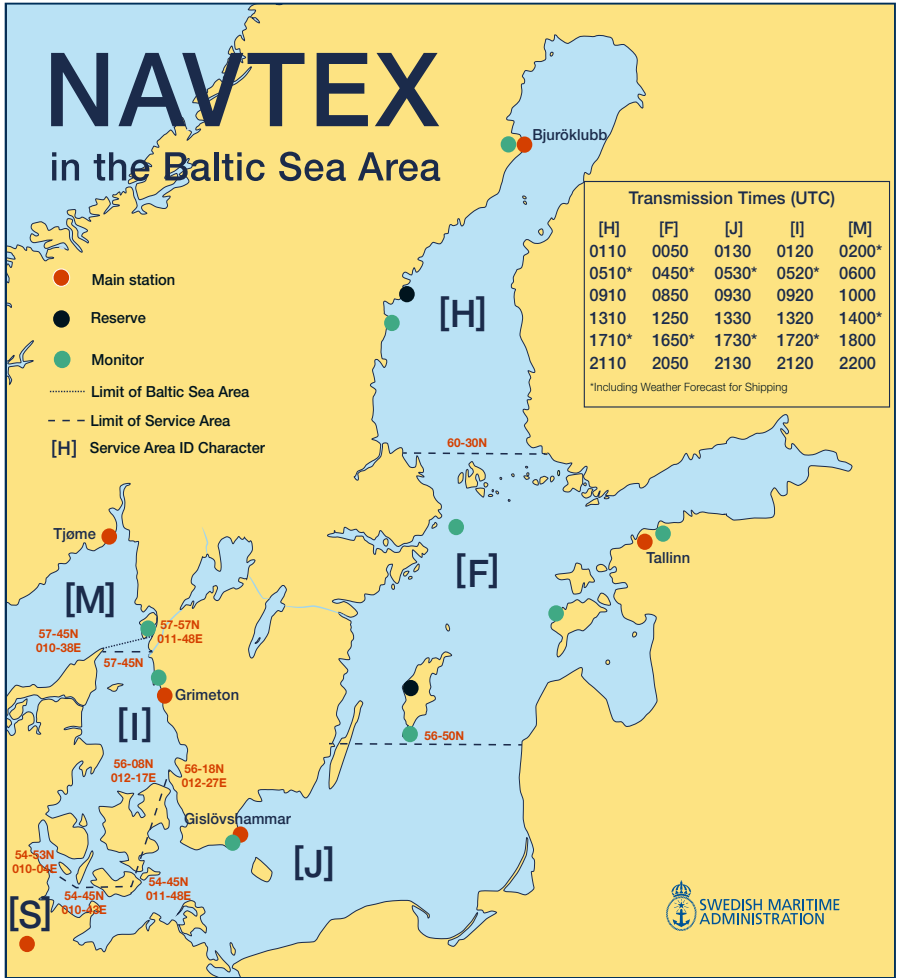 NAVTEX
in the Baltic Sea Area
Main station
Reserve
Monitor
Limit of Baltic Sea Area
Limit of Service Area
[H] Service Area ID Character
Bjuröklubb
Transmission Times (UTC)
[H] [F] [J] [I] [M]
0110 0050 0130 0120 0200*
0510* 0450* 0530* 0520* 0600
0910 0850 0930 0920 1000
1310 1250 1330 1320 1400*
1710* 1650* 1730* 1720* 1800
2110 2050 2130 2120 2200
*Including Weather Forecast for Shipping
[H]
60-30N
Tjøme
Tallinn
[F]
[M]
57-45N
010-38E
57-57N
011-48E
57-45N
Grimeton
[I]
56-50N
56-08N
012-17E
56-18N
012-27E
Gislövshammar
[J]
54-53N
010-04E
54-45N
010-43E
54-45N
011-48E
[S]
SWEDISH MARITIME
ADMINISTRATION